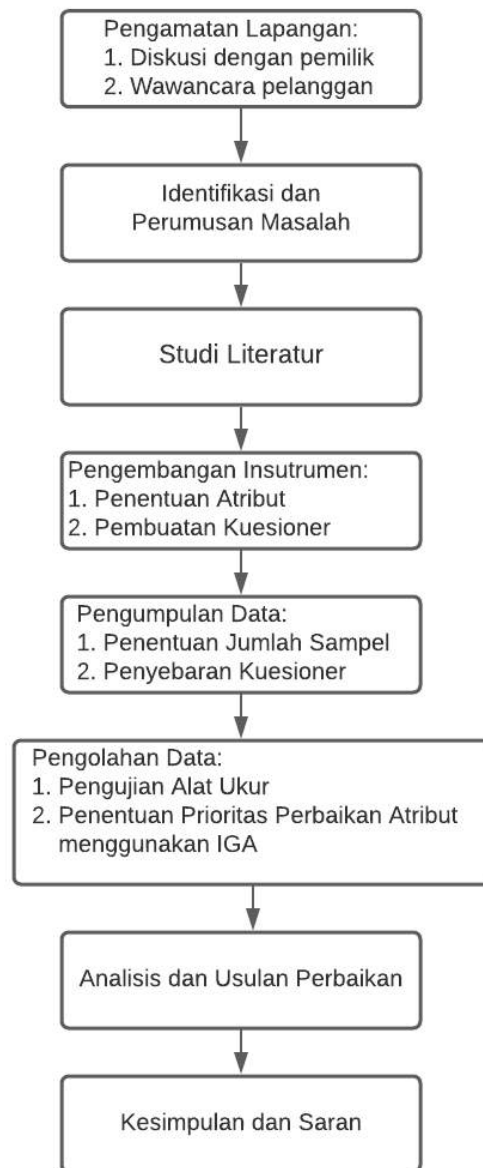 Pengamatan Lapangan:
1. Diskusi dengan pemilik
2. Wawancara pelanggan
Identifikasi dan
Perumusan Masalah
Studi Literatur
Pengembangan Insutrumen:
1. Penentuan Atribut
2. Pembuatan Kuesioner
Pengumpulan Data:
1. Penentuan Jumlah Sampel
2. Penyebaran Kuesioner
Pengolahan Data:
1. Pengujian Alat Ukur
2. Penentuan Prioritas Perbaikan Atribut
menggunakan IGA
Analisis dan Usulan Perbaikan
Kesimpulan dan Saran